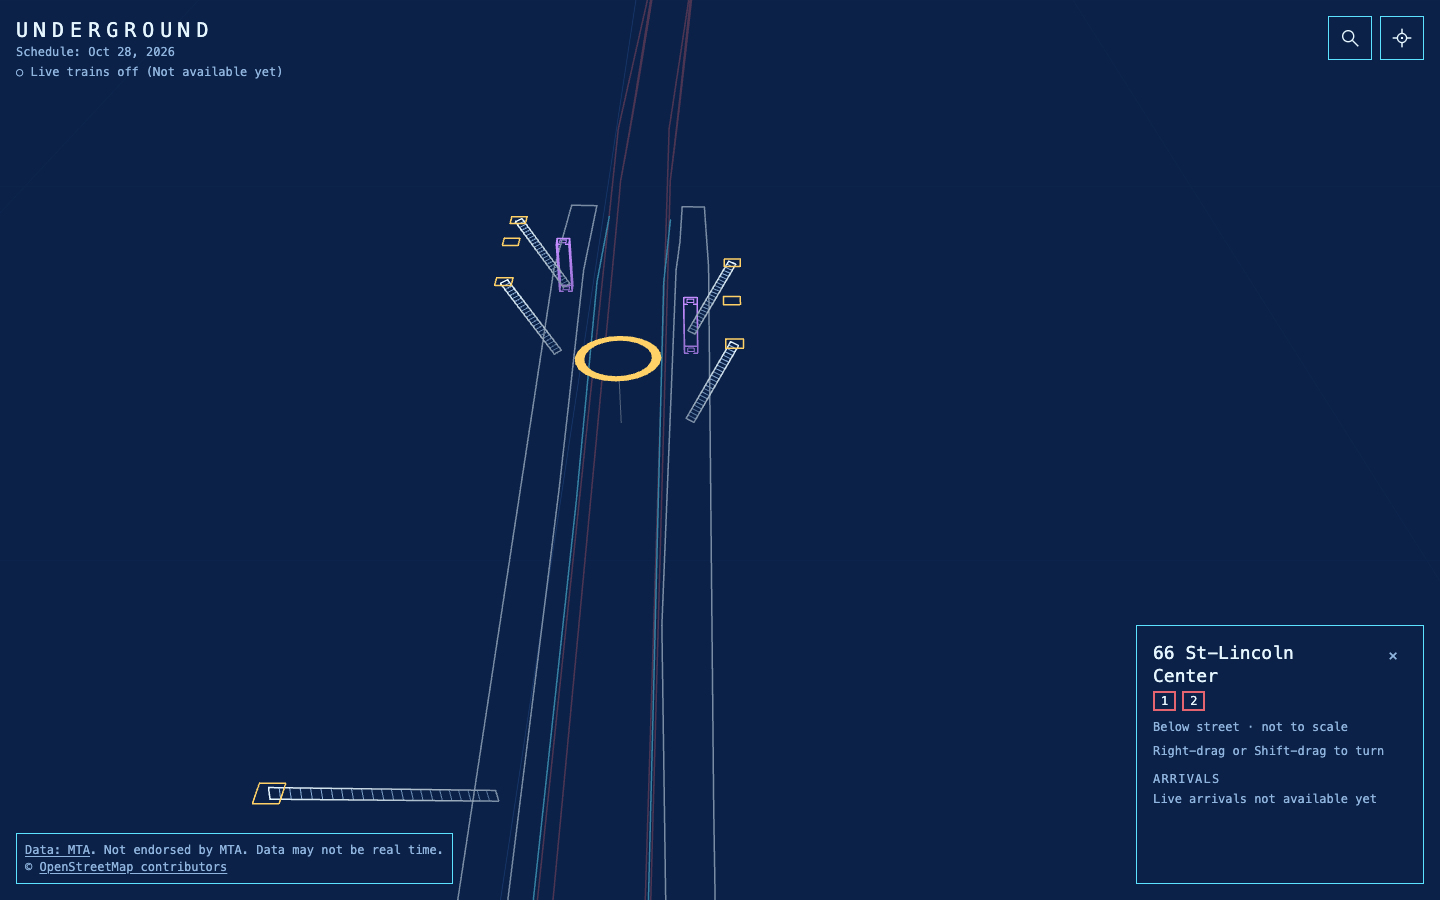 UNDERGROUND
Schedule: Oct 28, 2026
○ Live trains off (Not available yet)
66 St–Lincoln
Center
×
1 2
Below street · not to scale
Right–drag or Shift–drag to turn
ARRIVALS
Live arrivals not available yet
Data: MTA. Not endorsed by MTA. Data may not be real time.
© OpenStreetMap contributors